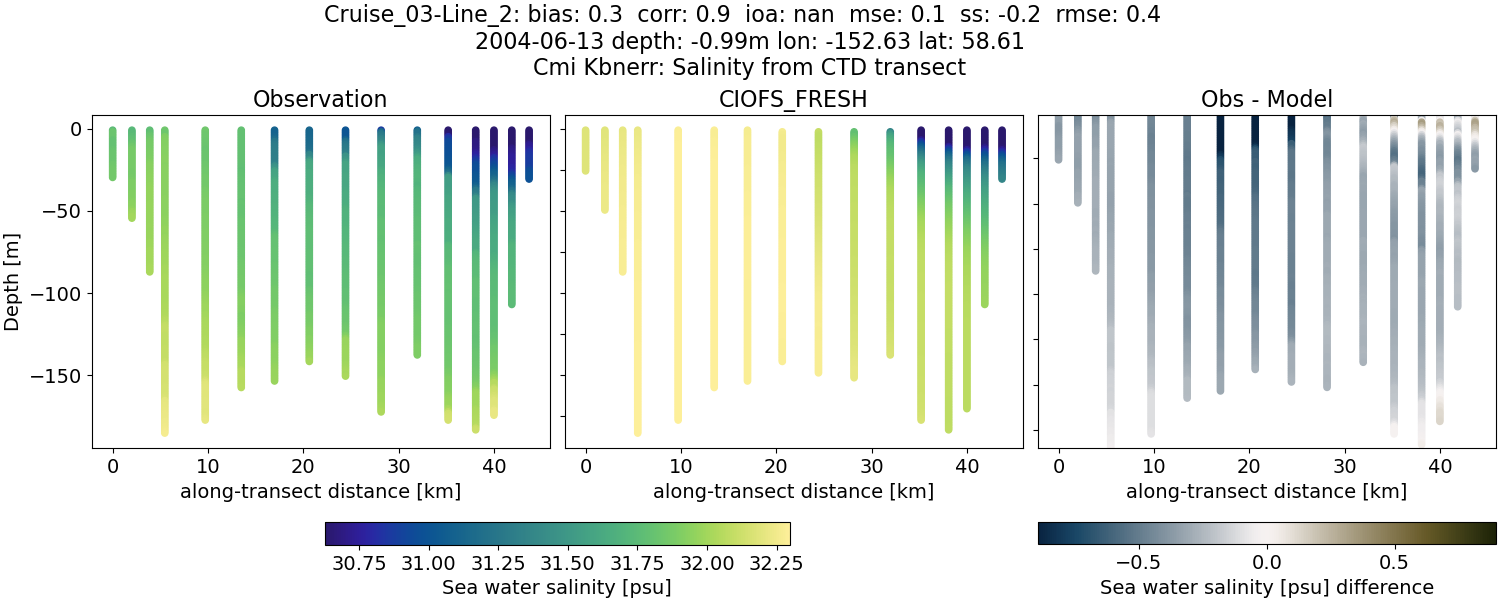 Cruise_03-Line_2: bias: 0.3  corr: 0.9  ioa: nan  mse: 0.1  ss: -0.2  rmse: 0.4
2004-06-13 depth: -0.99m lon: -152.63 lat: 58.61
Cmi Kbnerr: Salinity from CTD transect
Observation
CIOFS_FRESH
Obs - Model
Depth [m]
0
−50
−100
−150
0 10 20 30 40
0 10 20 30 40
0 10 20 30 40
along-transect distance [km]
along-transect distance [km]
along-transect distance [km]
30.75 31.00 31.25 31.50 31.75 32.00 32.25
Sea water salinity [psu]
−0.5 0.0 0.5
Sea water salinity [psu] difference